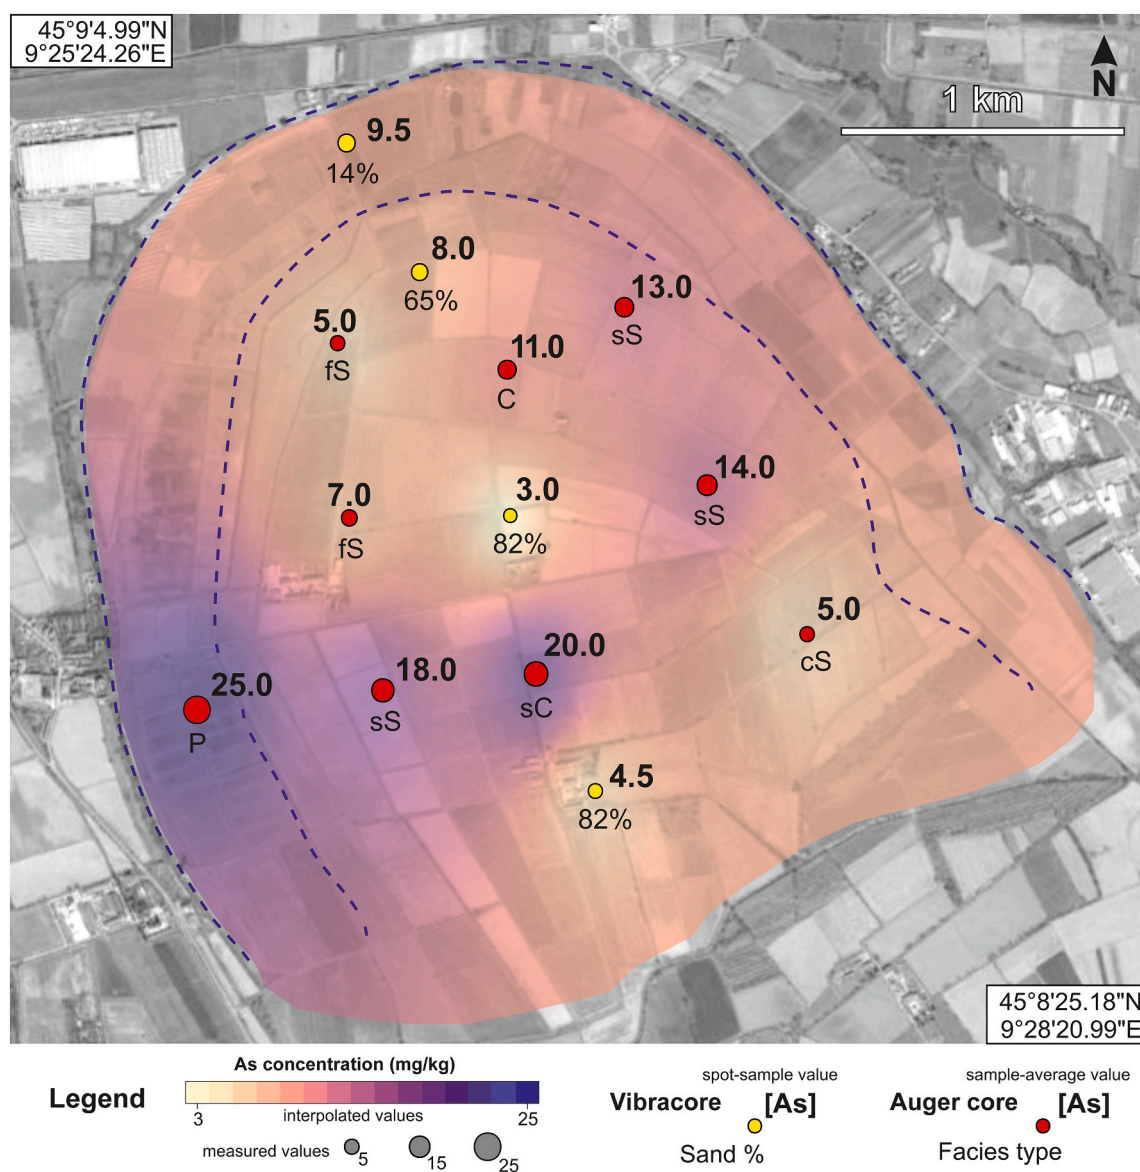 45°9'4.99"N
9°25'24.26"E
N
1 km
9.5
14%
8.0
65%
13.0
sS
5.0
fS
11.0
C
14.0
sS
7.0
fS
3.0
82%
5.0
cS
20.0
sC
18.0
sS
25.0
P
4.5
82%
45°8'25.18"N
9°28'20.99"E
Legend
As concentration (mg/kg)
3 25
interpolated values
measured values 5 15 25
spot-sample value
Vibracore [As]
Sand %
sample-average value
Auger core [As]
Facies type